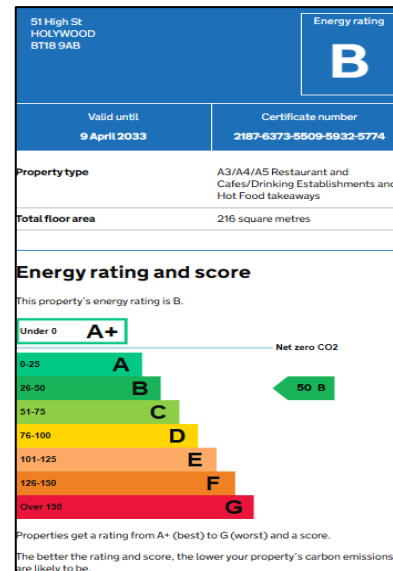 51 High St
HOLYWOOD
BT18 9AB
Energy rating
B
Valid until
9 April 2033
Certificate number
2187-6373-5509-5932-5774
Property type
A3/A4/A5 Restaurant and
Cafes/Drinking Establishments and
Hot Food takeaways
Total floor area
216 square metres
Energy rating and score
This property's energy rating is B.
Under 0 A+
Net zero CO2
0-25 A
26-50 B
50 B
51-75 C
76-100 D
101-125 E
126-150 F
Over 150 G
Properties get a rating from A+ (best) to G (worst) and a score.
The better the rating and score, the lower your property's carbon emissions
are likely to be.